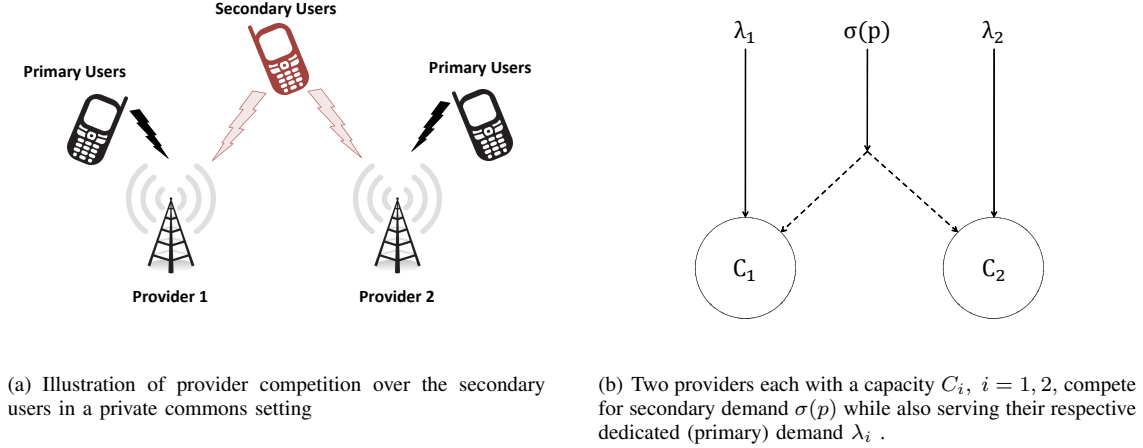 Secondary Users
Primary Users
Primary Users
Provider 1
Provider 2
(a) Illustration of provider competition over the secondary
users in a private commons setting
λ₁
σ(p)
λ₂
C₁
C₂
(b) Two providers each with a capacity Cᵢ, i = 1, 2, compete
for secondary demand σ(p) while also serving their respective
dedicated (primary) demand λᵢ .